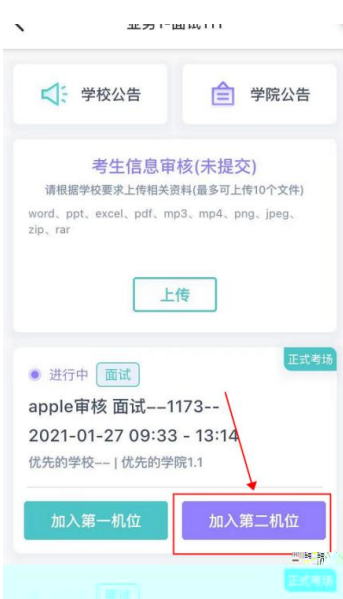 学校公告
学院公告
考生信息审核(未提交)
请根据学校要求上传相关资料(最多可上传10个文件)
word、ppt、excel、pdf、mp3、mp4、png、jpeg、
zip、rar
上传
正式考场
进行中 面试
apple审核 面试––1173--
2021-01-27 09:33 - 13:14
优先的学校–– | 优先的学院1.1
加入第一机位
加入第二机位
正式考场
面试